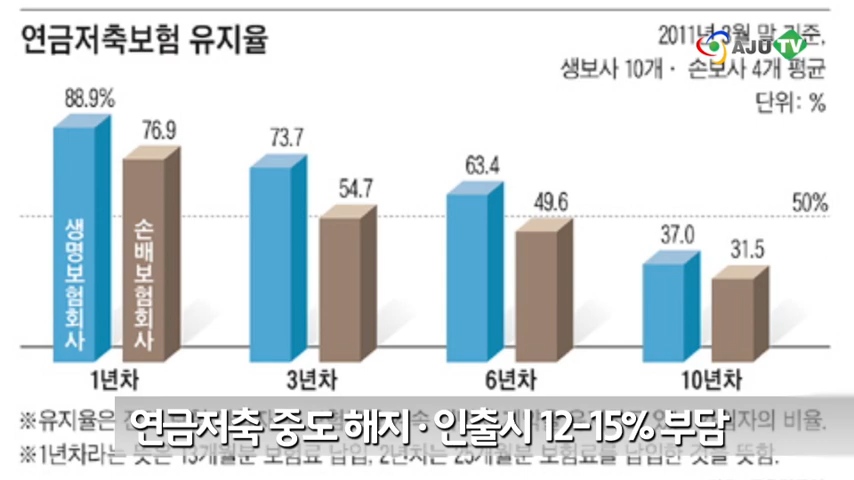 연금저축보험 유지율
2011년 3월 말 기준,
AJU TV
생보사 10개 · 손보사 4개 평균
단위: %
88.9%
76.9
73.7
54.7
63.4
49.6
50%
37.0
31.5
생명보험회사
손배보험회사
1년차
3년차
6년차
10년차
※유지율은
자의 비율.
연금저축 중도 해지·인출시 12-15% 부담
※1년차라는 뜻은 13개월분 보험료 납입, 2년차는 25개월분 보험료를 납입한 것을 뜻함.